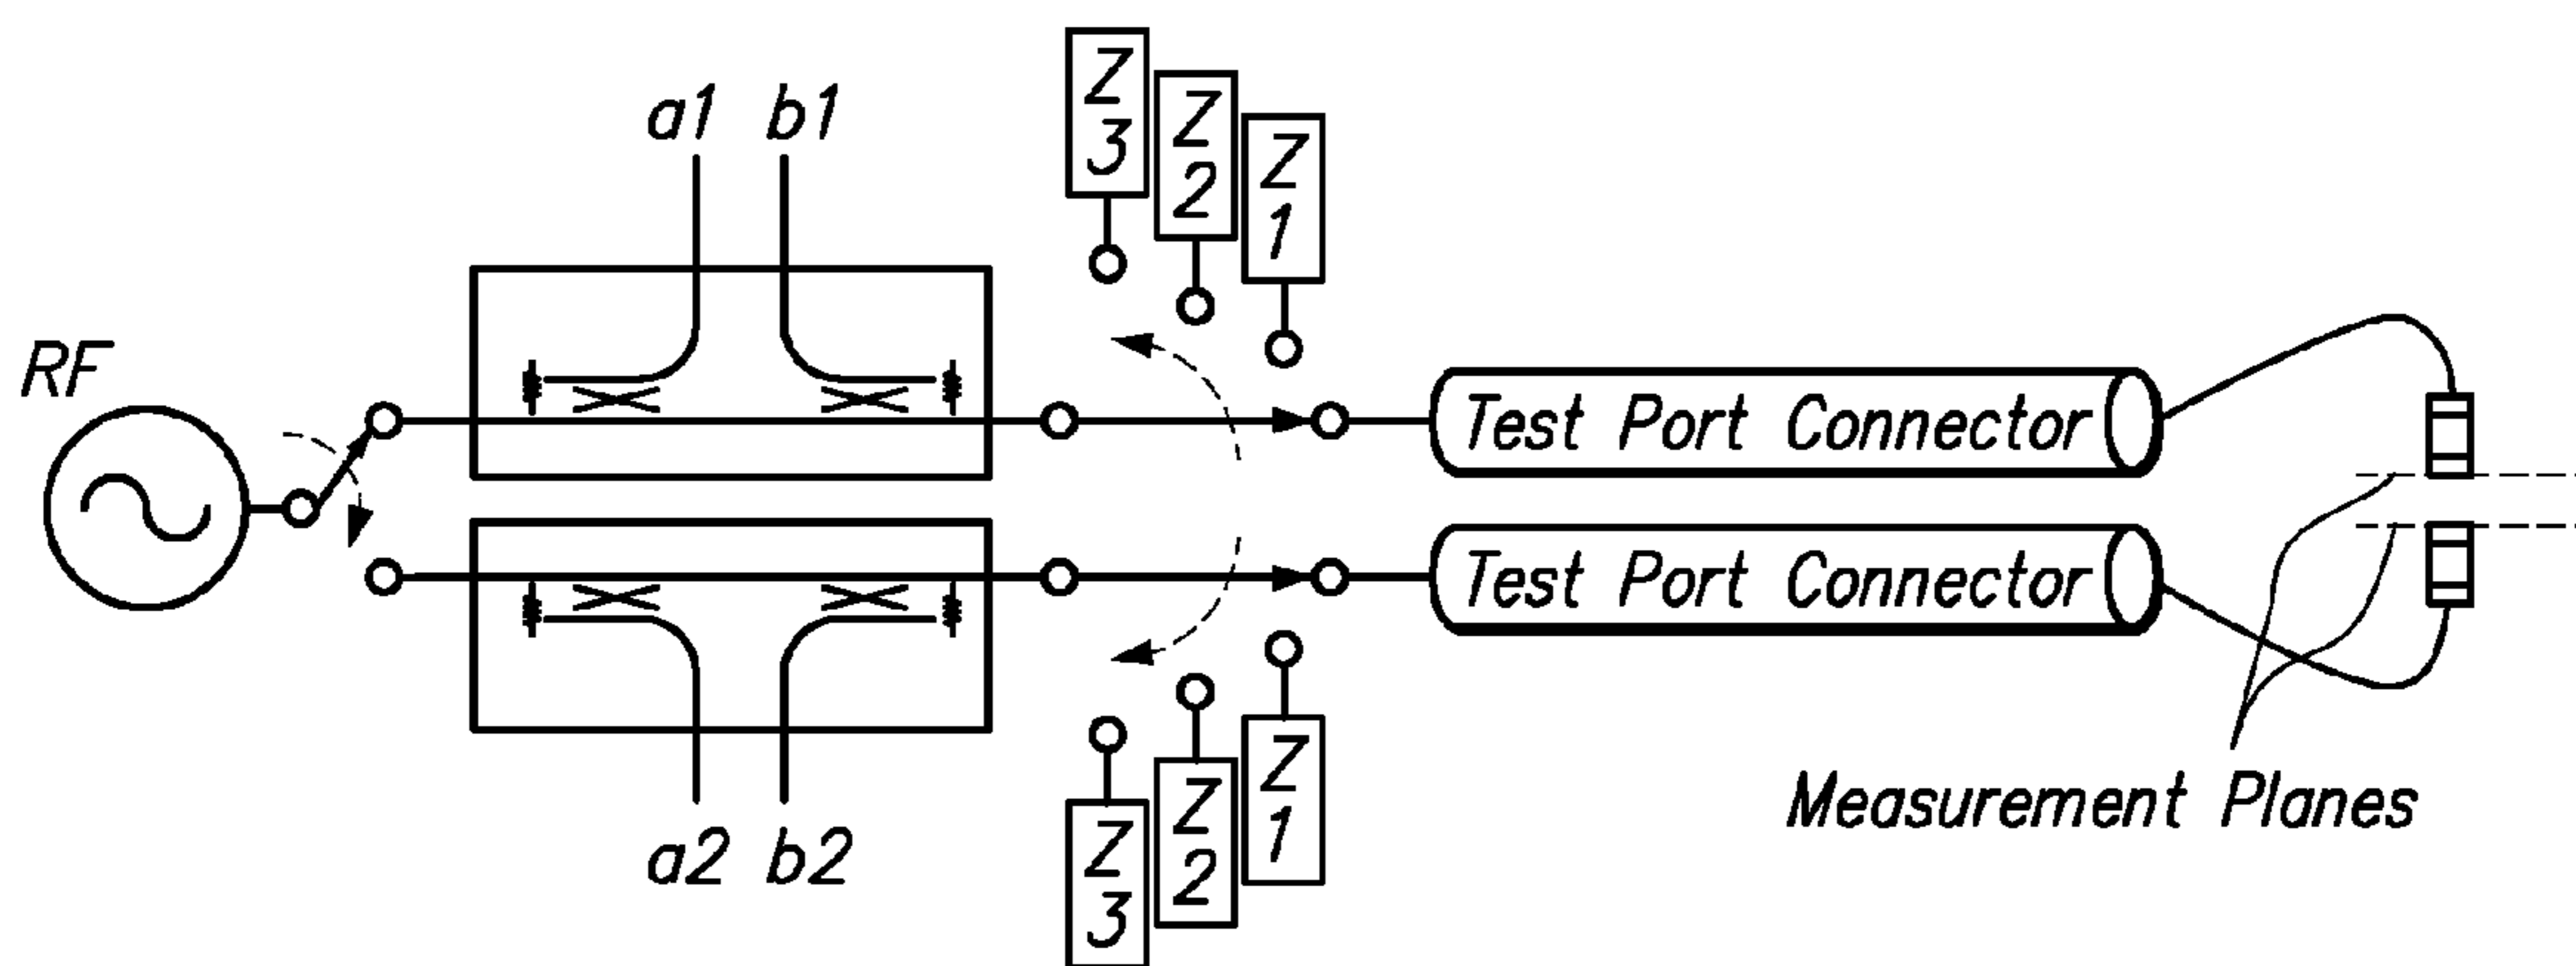 a1 b1
Z
3
Z
2
Z
1
RF
Test Port Connector
Test Port Connector
Measurement Planes
a2 b2
Z
3
Z
2
Z
1